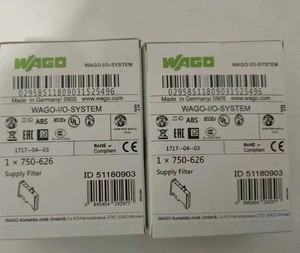 WAGO
WAGO-I/O-SYSTEM
02958511809031525496
Made in Germany/ 0905 www.wago.com
ABS
1717--04--03
RoHS
Compliant
1 × 750-626
Supply Filter
ID 51180903
WAGO
WAGO-I/O-SYSTEM
02958511809031525496
Made in Germany/ 0905 www.wago.com
ABS
1717--04--03
RoHS
Compliant
1 × 750-626
Supply Filter
ID 51180903